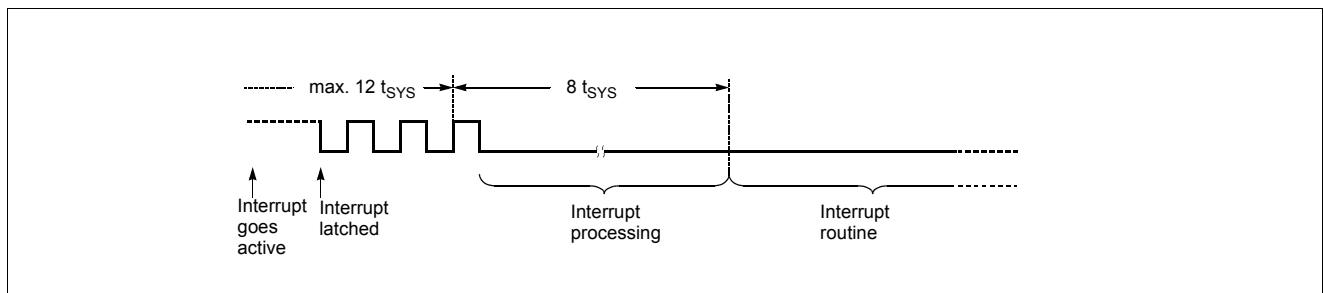 max. 12 tSYS
8 tSYS
Interrupt
goes
active
Interrupt
latched
Interrupt
processing
Interrupt
routine